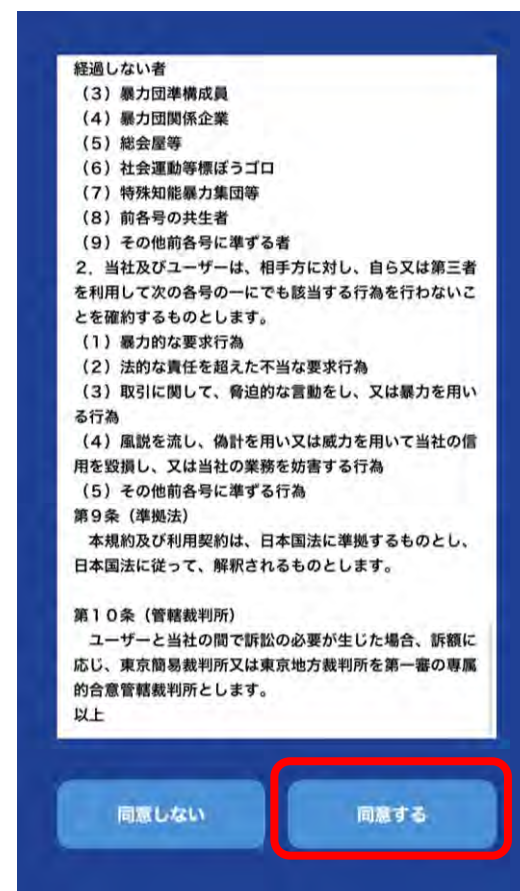 経過しない者
（３）暴力団準構成員
（４）暴力団関係企業
（５）総会屋等
（６）社会運動等標ぼうゴロ
（７）特殊知能暴力集団等
（８）前各号の共生者
（９）その他前各号に準ずる者
２．当社及びユーザーは、相手方に対し、自ら又は第三者
を利用して次の各号の一にでも該当する行為を行わないこ
とを確約するものとします。
（１）暴力的な要求行為
（２）法的な責任を超えた不当な要求行為
（３）取引に関して、脅迫的な言動をし、又は暴力を用い
る行為
（４）風説を流し、偽計を用い又は威力を用いて当社の信
用を毀損し、又は当社の業務を妨害する行為
（５）その他前各号に準ずる行為
第９条（準拠法）
本規約及び利用契約は、日本国法に準拠するものとし、
日本国法に従って、解釈されるものとします。
第１０条（管轄裁判所）
ユーザーと当社の間で訴訟の必要が生じた場合、訴額に
応じ、東京簡易裁判所又は東京地方裁判所を第一審の専属
的合意管轄裁判所とします。
以上
同意しない
同意する